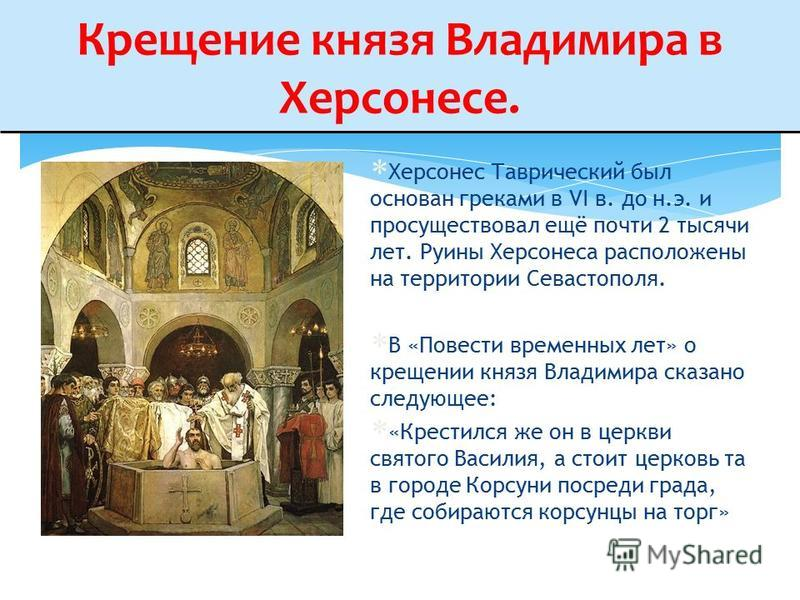 Крещение князя Владимира в
Херсонесе.
* Херсонес Таврический был
основан греками в VI в. до н.э. и
просуществовал ещё почти 2 тысячи
лет. Руины Херсонеса расположены
на территории Севастополя.
* В «Повести временных лет» о
крещении князя Владимира сказано
следующее:
* «Крестился же он в церкви
святого Василия, а стоит церковь та
в городе Корсуни посреди града,
где собираются корсунцы на торг»
MyShared